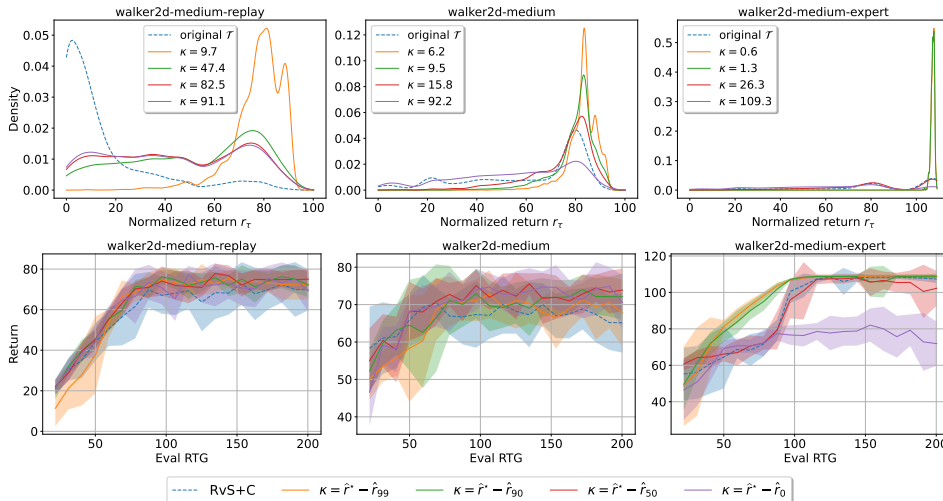 walker2d-medium-replay
walker2d-medium
walker2d-medium-expert
Density
0.05
0.04
0.03
0.02
0.01
0.00
original 𝒯
κ = 9.7
κ = 47.4
κ = 82.5
κ = 91.1
0 20 40 60 80 100
Normalized return r_τ
0.12
0.10
0.08
0.06
0.04
0.02
0.00
original 𝒯
κ = 6.2
κ = 9.5
κ = 15.8
κ = 92.2
0 20 40 60 80 100
Normalized return r_τ
0.5
0.4
0.3
0.2
0.1
0.0
original 𝒯
κ = 0.6
κ = 1.3
κ = 26.3
κ = 109.3
0 20 40 60 80 100
Normalized return r_τ
walker2d-medium-replay
walker2d-medium
walker2d-medium-expert
Return
80
60
40
20
0
50 100 150 200
Eval RTG
80
70
60
50
40
50 100 150 200
Eval RTG
120
100
80
60
40
50 100 150 200
Eval RTG
RvS+C κ = r̂* − r̂₉₉ κ = r̂* − r̂₉₀ κ = r̂* − r̂₅₀ κ = r̂* − r̂₀